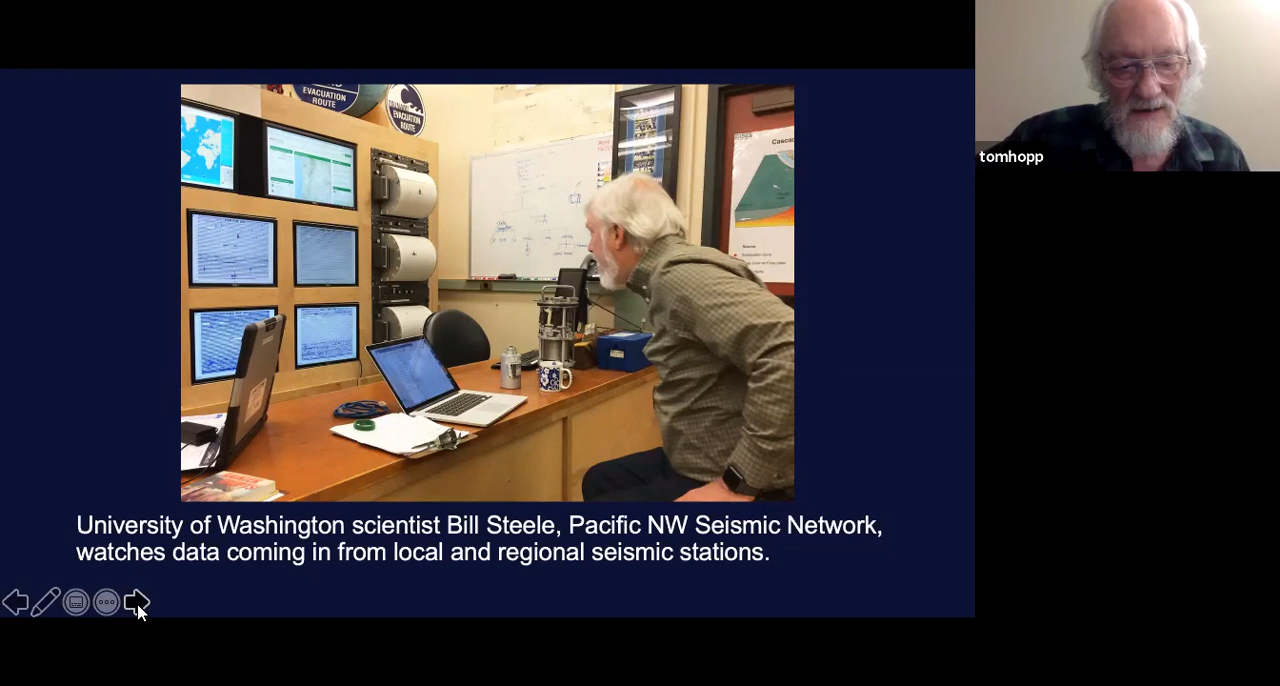 EVACUATION
ROUTE
EVACUATION
ROUTE
Casca
tomhopp
University of Washington scientist Bill Steele, Pacific NW Seismic Network,
watches data coming in from local and regional seismic stations.